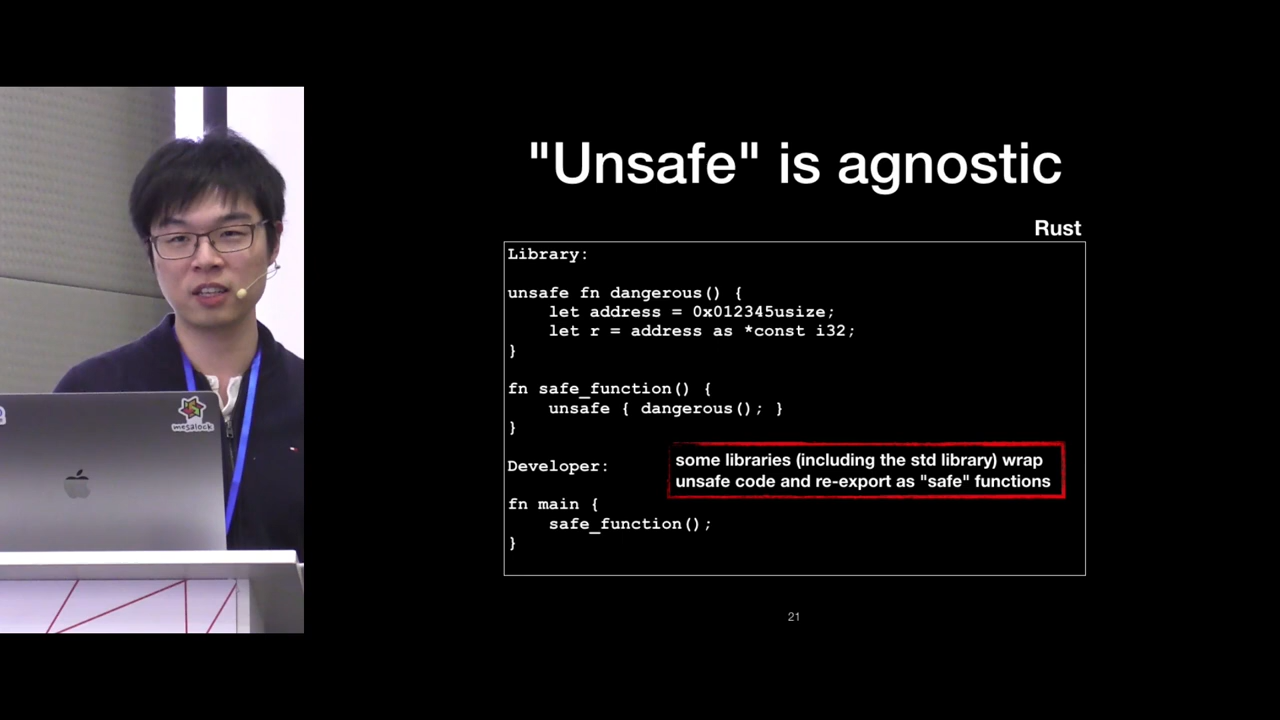 "Unsafe" is agnostic
Rust
Library:
unsafe fn dangerous() {
    let address = 0x012345usize;
    let r = address as *const i32;
}
fn safe_function() {
    unsafe { dangerous(); }
}
Developer:
some libraries (including the std library) wrap
unsafe code and re-export as "safe" functions
fn main {
    safe_function();
}
21
mesalock